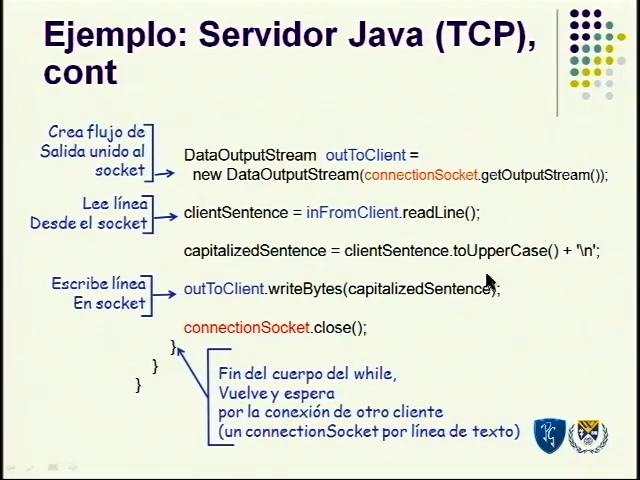 Ejemplo: Servidor Java (TCP),
cont
Crea flujo de
Salida unido al
socket
DataOutputStream outToClient =
new DataOutputStream(connectionSocket.getOutputStream());
Lee línea
Desde el socket
clientSentence = inFromClient.readLine();
capitalizedSentence = clientSentence.toUpperCase() + '\n';
Escribe línea
En socket
outToClient.writeBytes(capitalizedSentence);
connectionSocket.close();
}
}
}
Fin del cuerpo del while,
Vuelve y espera
por la conexión de otro cliente
(un connectionSocket por línea de texto)